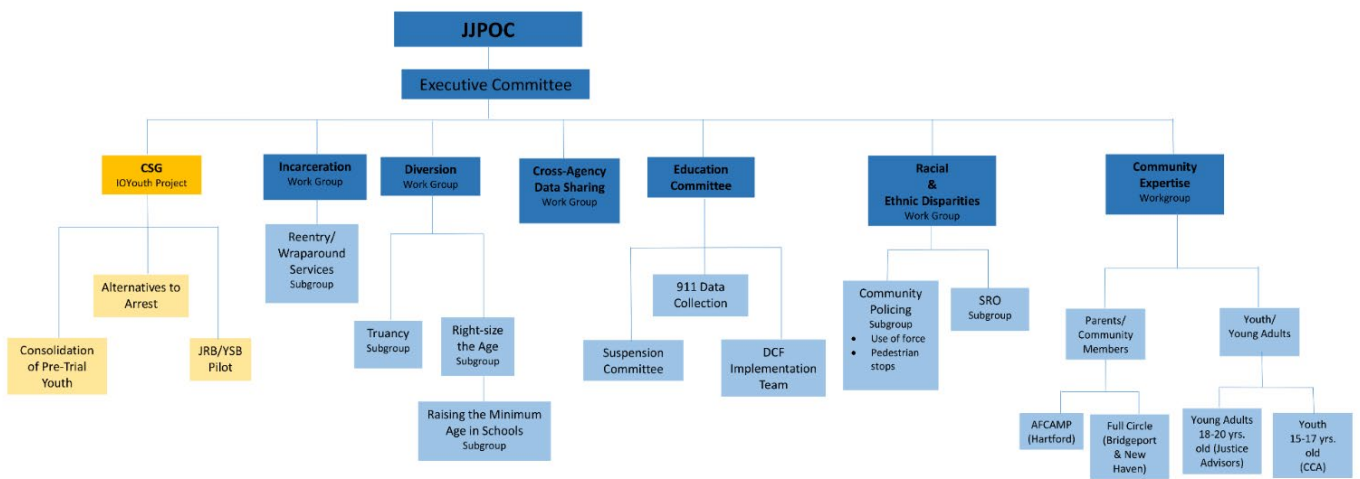 JJPOC
Executive Committee
CSG
IOYouth Project
Incarceration
Work Group
Diversion
Work Group
Cross-Agency
Data Sharing
Work Group
Education
Committee
Racial
&
Ethnic Disparities
Work Group
Community
Expertise
Workgroup
Reentry/
Wraparound
Services
Subgroup
Alternatives to
Arrest
911 Data
Collection
Community
Policing
Subgroup
• Use of force
• Pedestrian
stops
SRO
Subgroup
Parents/
Community
Members
Youth/
Young Adults
Consolidation
of Pre-Trial
Youth
JRB/YSB
Pilot
Truancy
Subgroup
Right-size
the Age
Subgroup
Suspension
Committee
DCF
Implementation
Team
Raising the Minimum
Age in Schools
Subgroup
AFCAMP
(Hartford)
Full Circle
(Bridgeport
& New
Haven)
Young Adults
18-20 yrs.
old (Justice
Advisors)
Youth
15-17 yrs.
old
(CCA)